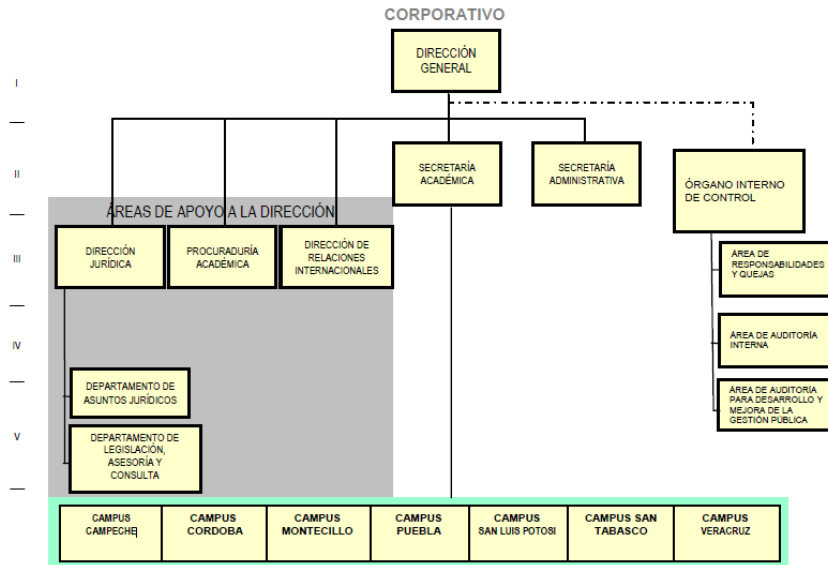 CORPORATIVO
DIRECCIÓN
GENERAL
I
II
III
IV
V
SECRETARÍA
ACADÉMICA
SECRETARÍA
ADMINISTRATIVA
ÓRGANO INTERNO
DE CONTROL
ÁREAS DE APOYO A LA DIRECCIÓN
DIRECCIÓN
JURÍDICA
PROCURADURÍA
ACADÉMICA
DIRECCIÓN DE
RELACIONES
INTERNACIONALES
ÁREA DE
RESPONSABILIDADES
Y QUEJAS
ÁREA DE AUDITORÍA
INTERNA
ÁREA DE AUDITORÍA
PARA DESARROLLO Y
MEJORA DE LA
GESTIÓN PÚBLICA
DEPARTAMENTO DE
ASUNTOS JURÍDICOS
DEPARTAMENTO DE
LEGISLACIÓN,
ASESORÍA Y
CONSULTA
CAMPUS
CAMPECHE
CAMPUS
CORDOBA
CAMPUS
MONTECILLO
CAMPUS
PUEBLA
CAMPUS
SAN LUIS POTOSI
CAMPUS SAN
TABASCO
CAMPUS
VERACRUZ